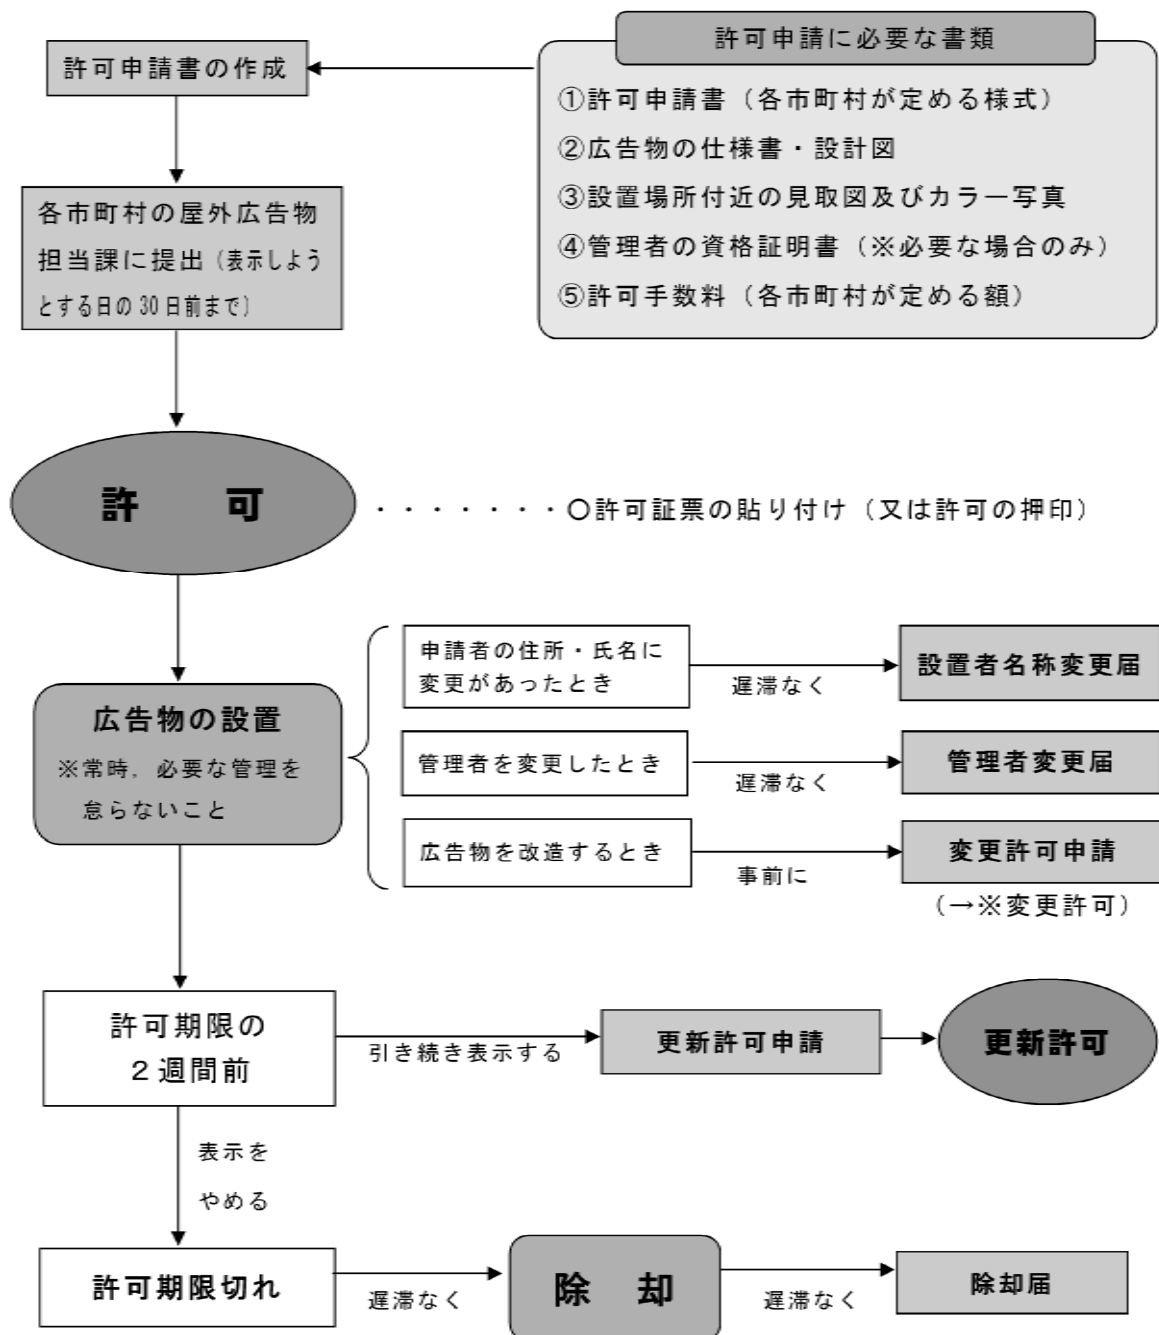 許可申請に必要な書類
許可申請書の作成
①許可申請書（各市町村が定める様式）
②広告物の仕様書・設計図
③設置場所付近の見取図及びカラー写真
④管理者の資格証明書（※必要な場合のみ）
⑤許可手数料（各市町村が定める額）
各市町村の屋外広告物
担当課に提出（表示しよう
とする日の30日前まで）
許　可
・・・・・・・○許可証票の貼り付け（又は許可の押印）
広告物の設置
※常時，必要な管理を
怠らないこと
申請者の住所・氏名に
変更があったとき
遅滞なく
設置者名称変更届
管理者を変更したとき
遅滞なく
管理者変更届
広告物を改造するとき
事前に
変更許可申請
（→※変更許可）
許可期限の
２週間前
引き続き表示する
更新許可申請
更新許可
表示を
やめる
許可期限切れ
遅滞なく
除　却
遅滞なく
除却届